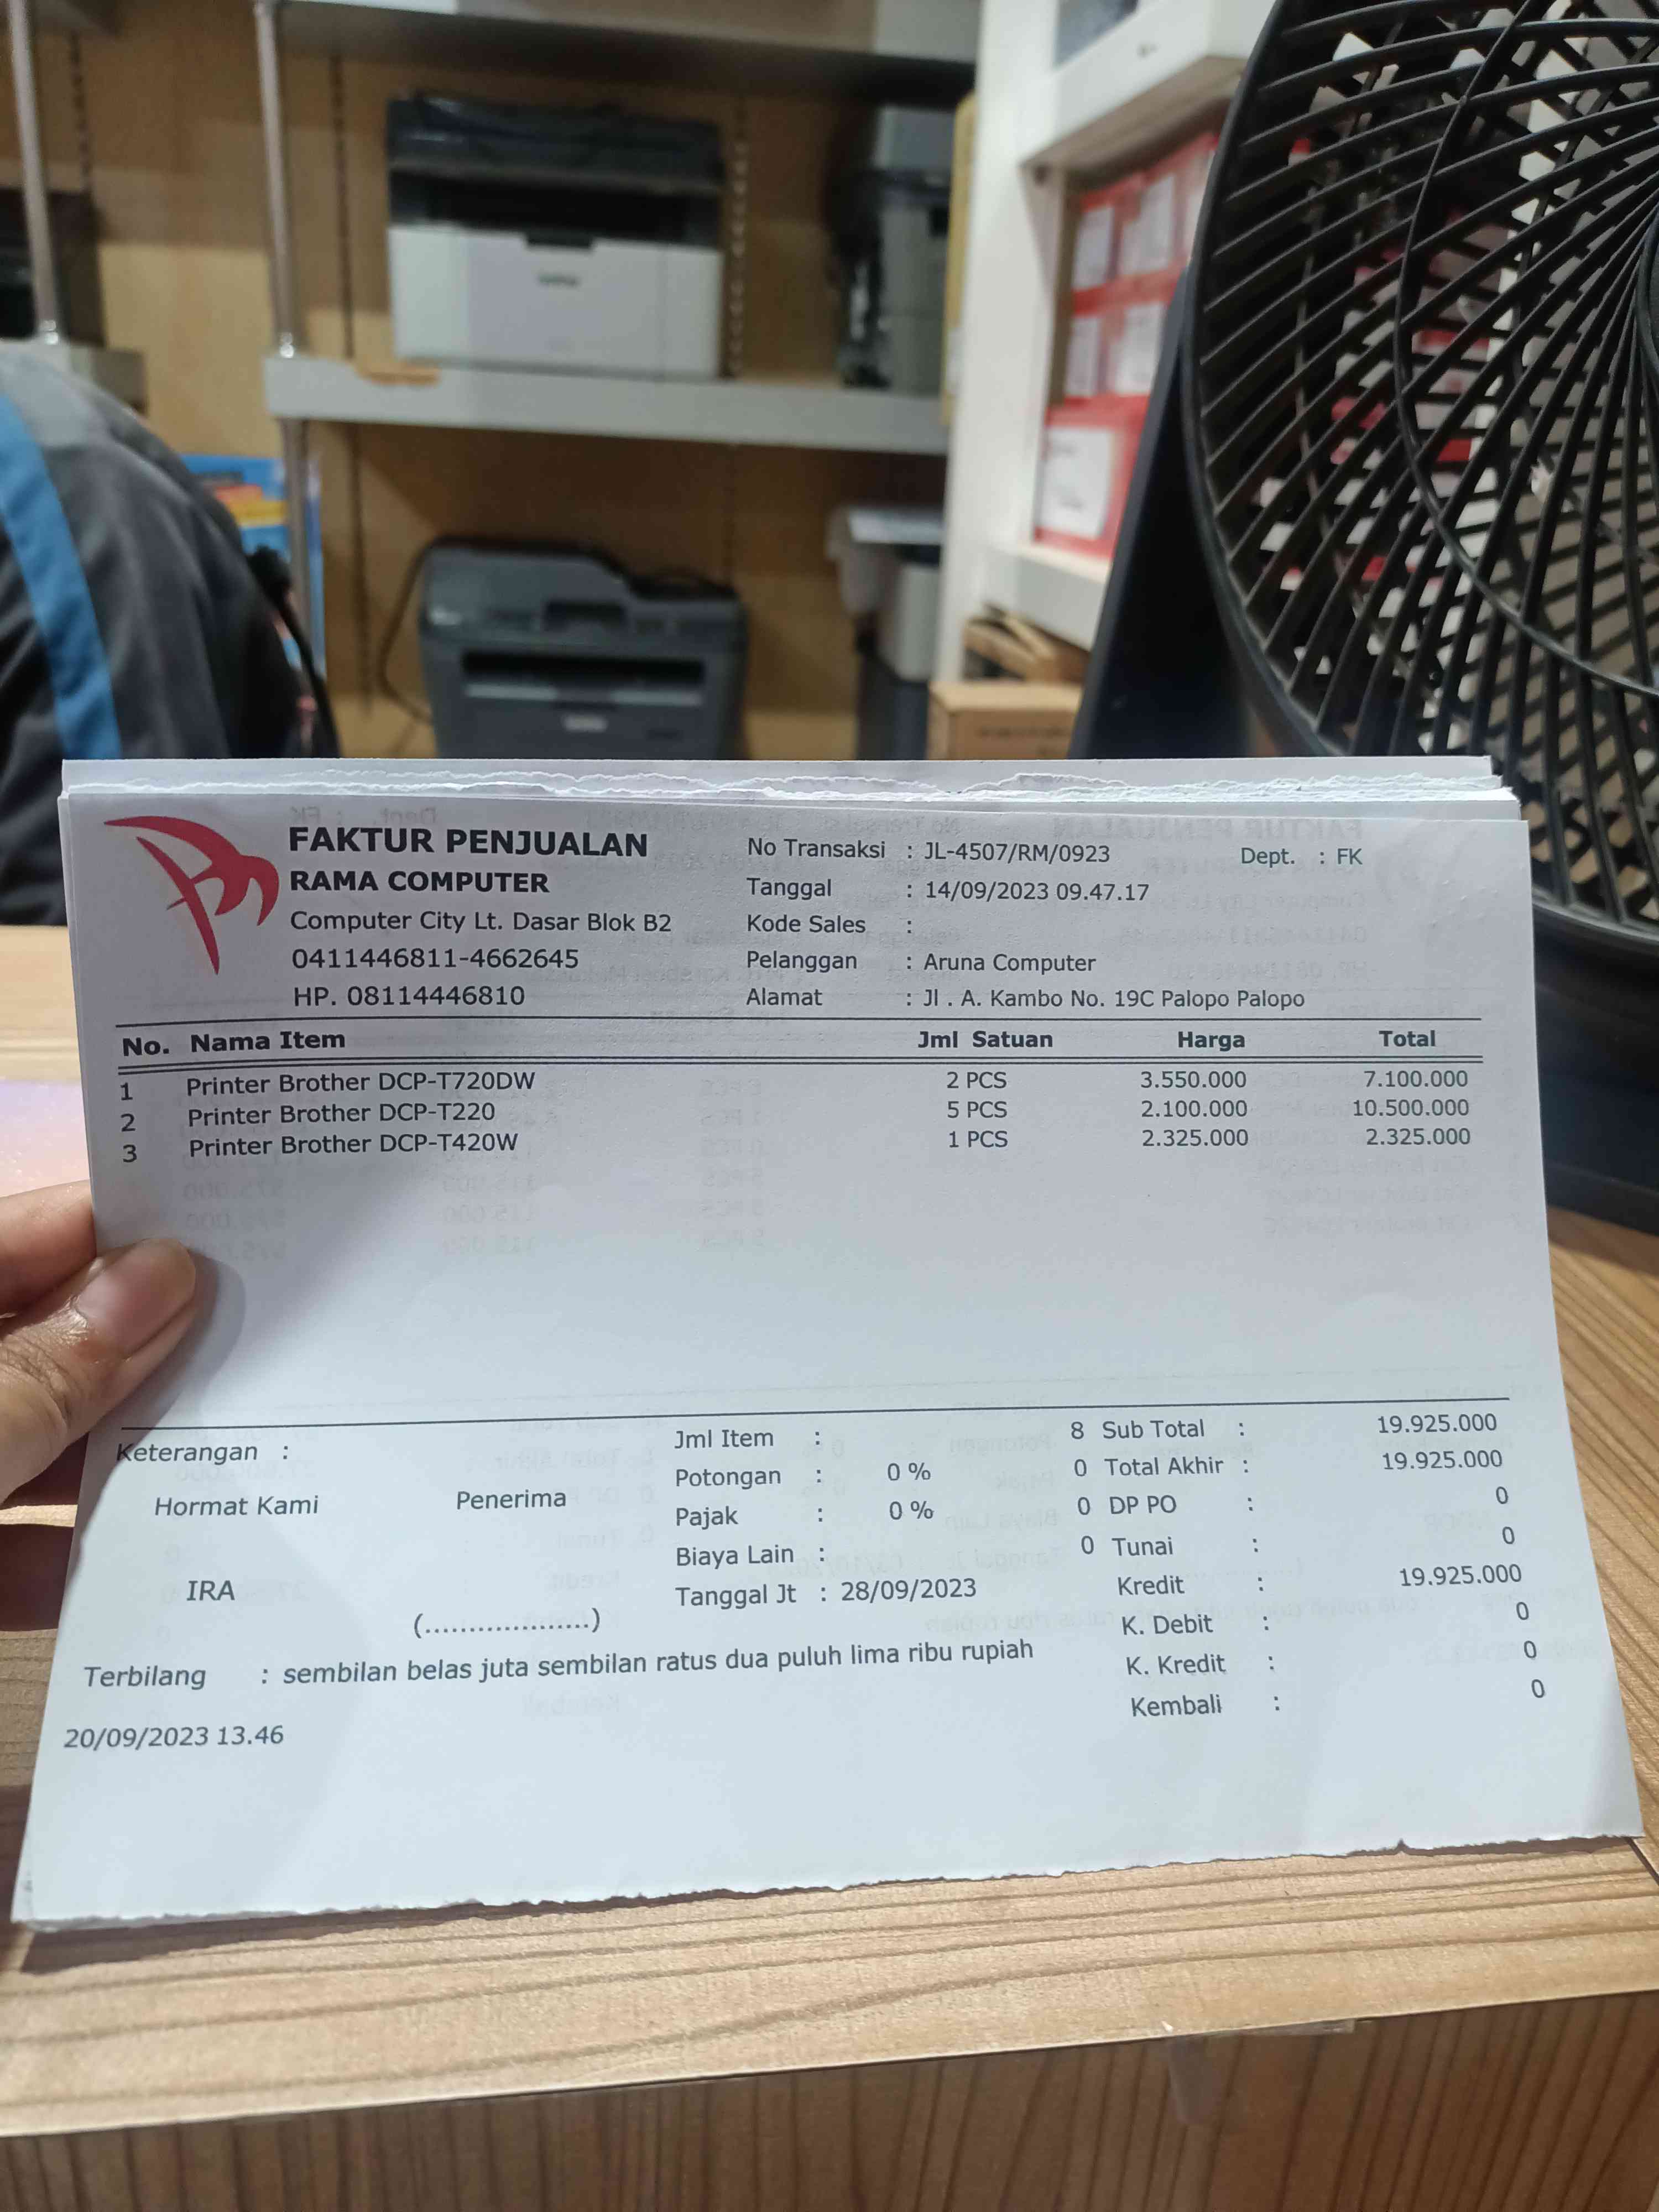 FAKTUR PENJUALAN
RAMA COMPUTER
Computer City Lt. Dasar Blok B2
0411446811-4662645
HP. 08114446810
No Transaksi : JL-4507/RM/0923 Dept. : FK
Tanggal : 14/09/2023 09.47.17
Kode Sales :
Pelanggan : Aruna Computer
Alamat : Jl . A. Kambo No. 19C Palopo Palopo
No. Nama Item Jml Satuan Harga Total
1 Printer Brother DCP-T720DW 2 PCS 3.550.000 7.100.000
2 Printer Brother DCP-T220 5 PCS 2.100.000 10.500.000
3 Printer Brother DCP-T420W 1 PCS 2.325.000 2.325.000
Keterangan :
Hormat Kami Penerima
IRA
(....................)
Jml Item : 8
Potongan : 0 % 0
Pajak : 0 % 0
Biaya Lain : 0
Tanggal Jt : 28/09/2023
Sub Total : 19.925.000
Total Akhir : 19.925.000
DP PO : 0
Tunai : 0
Kredit : 19.925.000
K. Debit : 0
K. Kredit : 0
Kembali : 0
Terbilang : sembilan belas juta sembilan ratus dua puluh lima ribu rupiah
20/09/2023 13.46